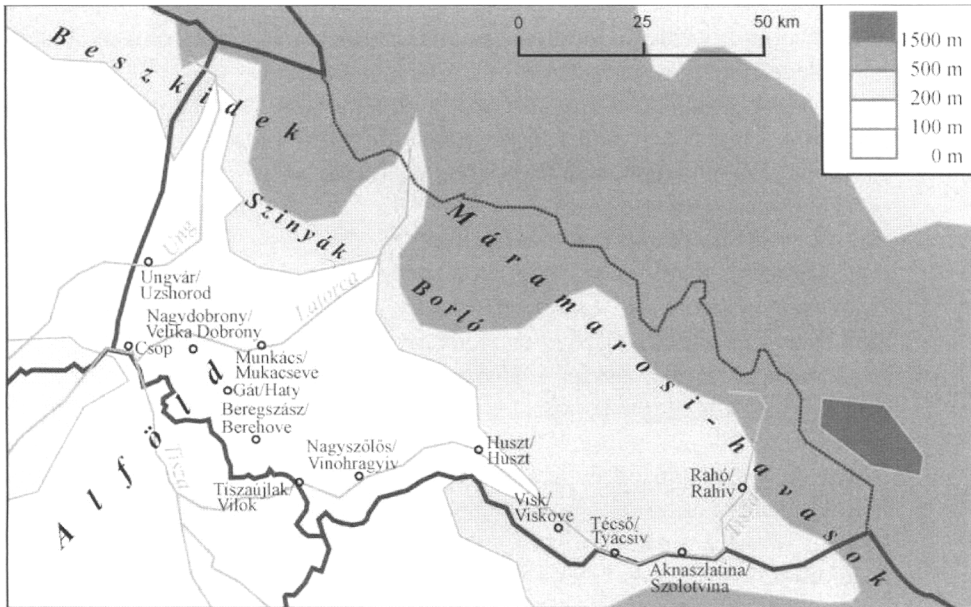 0 25 50 km
1500 m
500 m
200 m
100 m
0 m
Beszkidek
Szinyák
Máramarosi-havasok
Borló
Ung
Latorca
Ungvár/
Uzshorod
Nagydobrony/
Velika Dobrony
Csop
Munkács/
Mukacseve
Gát/Haty
Beregszász/
Berehove
Alföld
Tisza
Nagyszőlős/
Vinohragyiv
Huszt/
Huszt
Tiszaújlak/
Vilok
Visk/
Viskove
Técső/
Tyacsiv
Rahó/
Rahiv
Tisza
Aknaszlatina/
Szolotvina